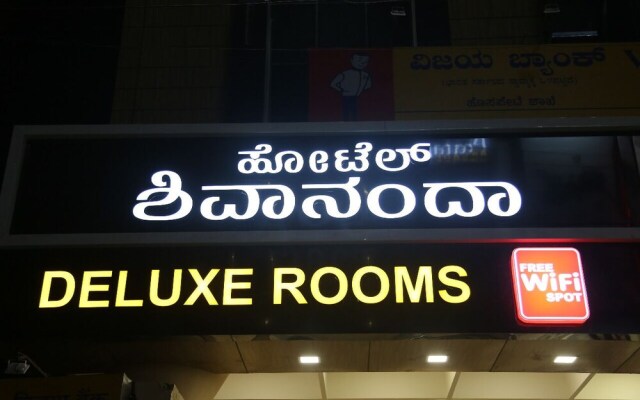 ವಿಜಯ ಬ್ಯಾಂಕ್
ಹೋಟೆಲ್
ಶಿವಾನಂದಾ
DELUXE ROOMS
FREE
WiFi
SPOT